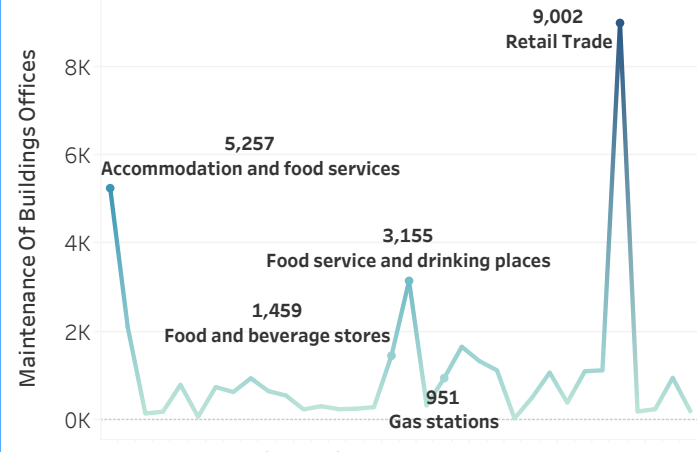 9,002
Retail Trade
8K
5,257
Accommodation and food services
6K
3,155
Food service and drinking places
4K
1,459
Food and beverage stores
2K
951
Gas stations
0K
Maintenance Of Buildings Offices